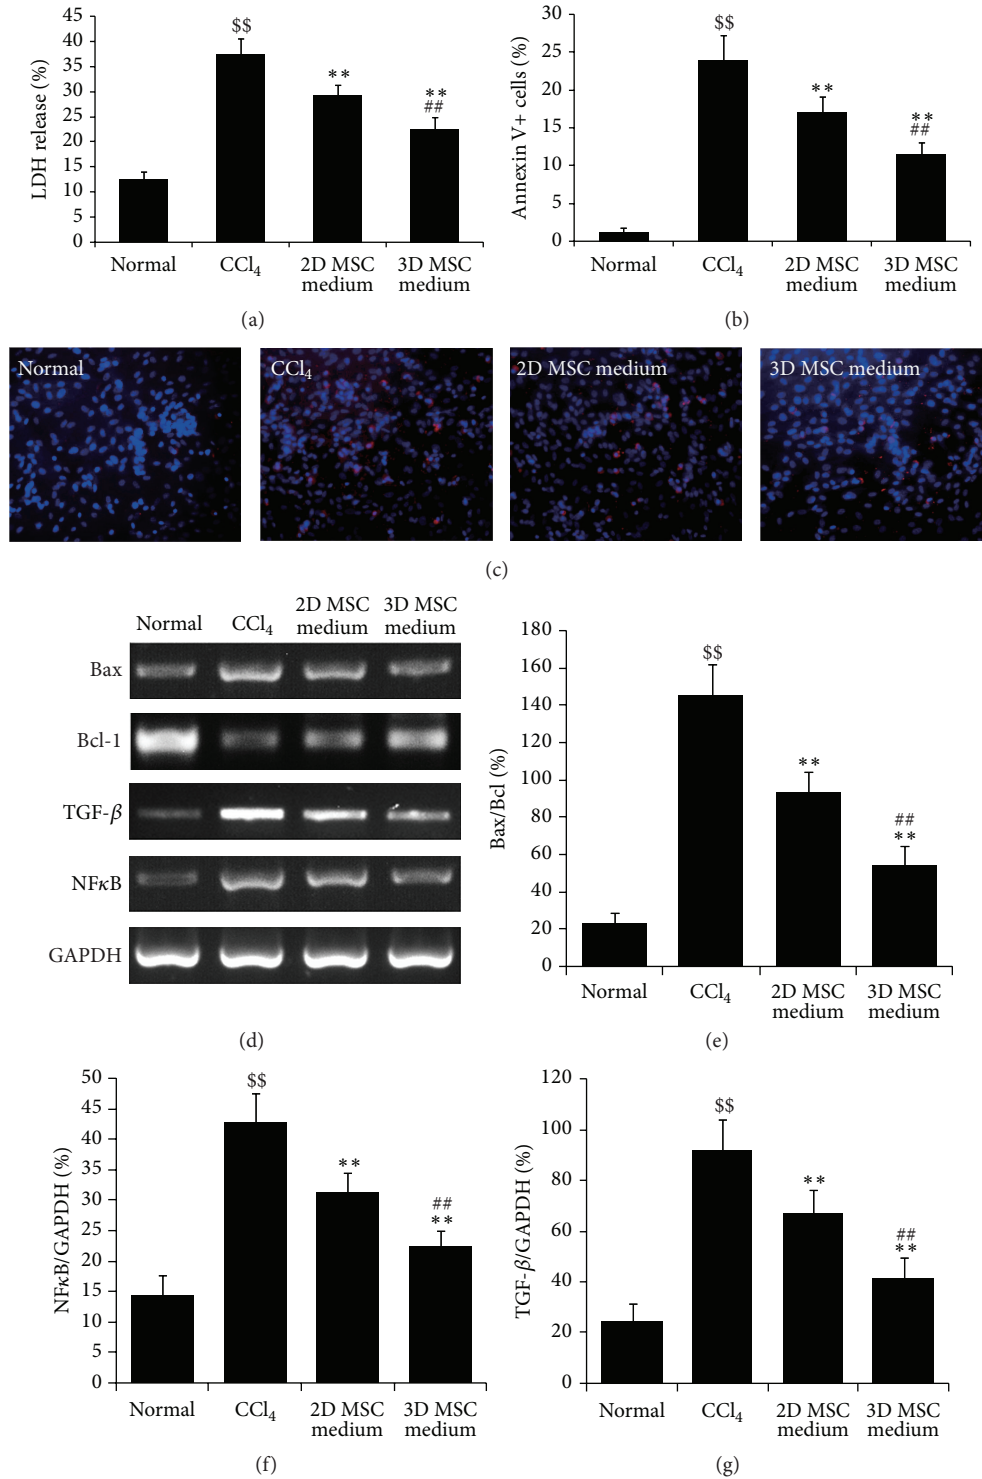 45
40
35
30
25
20
15
10
5
0
LDH release (%)
$$
**
**
##
Normal
CCl₄
2D MSC
medium
3D MSC
medium
(a)
30
25
20
15
10
5
0
Annexin V+ cells (%)
$$
**
**
##
Normal
CCl₄
2D MSC
medium
3D MSC
medium
(b)
Normal
CCl₄
2D MSC medium
3D MSC medium
(c)
Normal
CCl₄
2D MSC
medium
3D MSC
medium
Bax
Bcl-1
TGF-β
NFκB
GAPDH
(d)
180
160
140
120
100
80
60
40
20
0
Bax/Bcl (%)
$$
**
##
**
Normal
CCl₄
2D MSC
medium
3D MSC
medium
(e)
50
45
40
35
30
25
20
15
10
5
0
NFκB/GAPDH (%)
$$
**
##
**
Normal
CCl₄
2D MSC
medium
3D MSC
medium
(f)
120
100
80
60
40
20
0
TGF-β/GAPDH (%)
$$
**
##
**
Normal
CCl₄
2D MSC
medium
3D MSC
medium
(g)